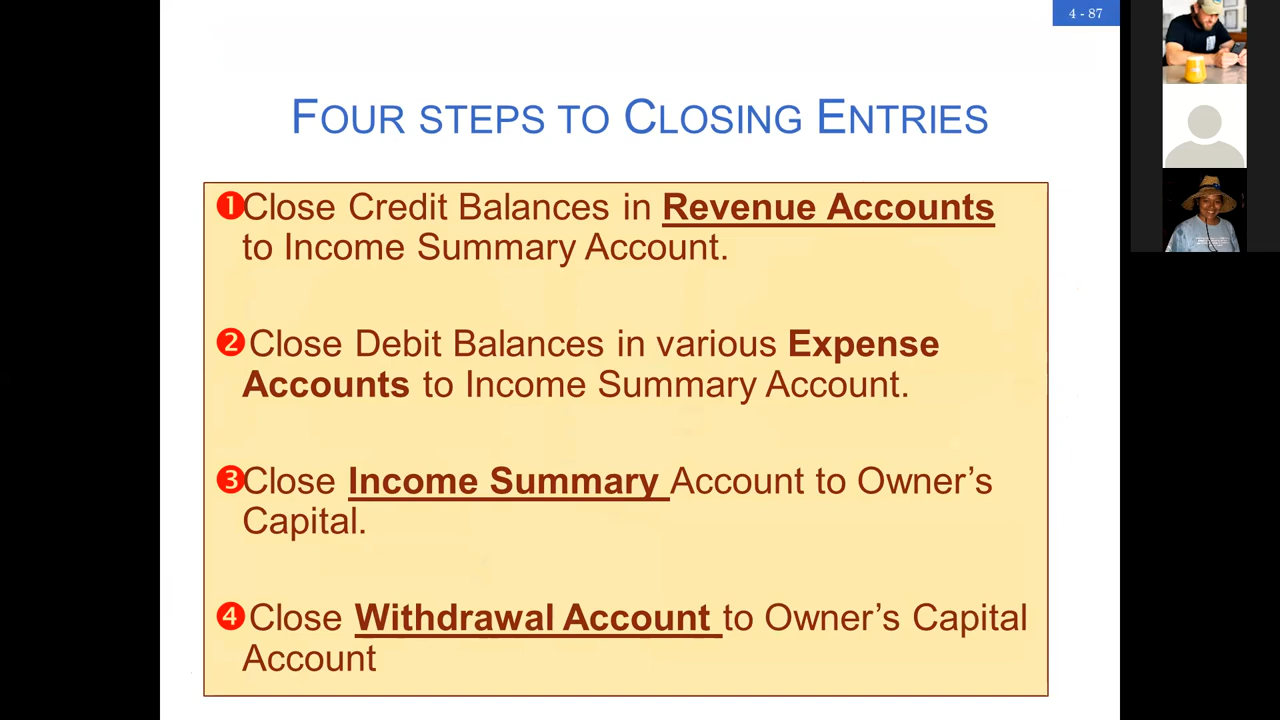 4 - 87
FOUR STEPS TO CLOSING ENTRIES
❶Close Credit Balances in Revenue Accounts
to Income Summary Account.
❷Close Debit Balances in various Expense
Accounts to Income Summary Account.
❸Close Income Summary Account to Owner’s
Capital.
❹Close Withdrawal Account to Owner’s Capital
Account